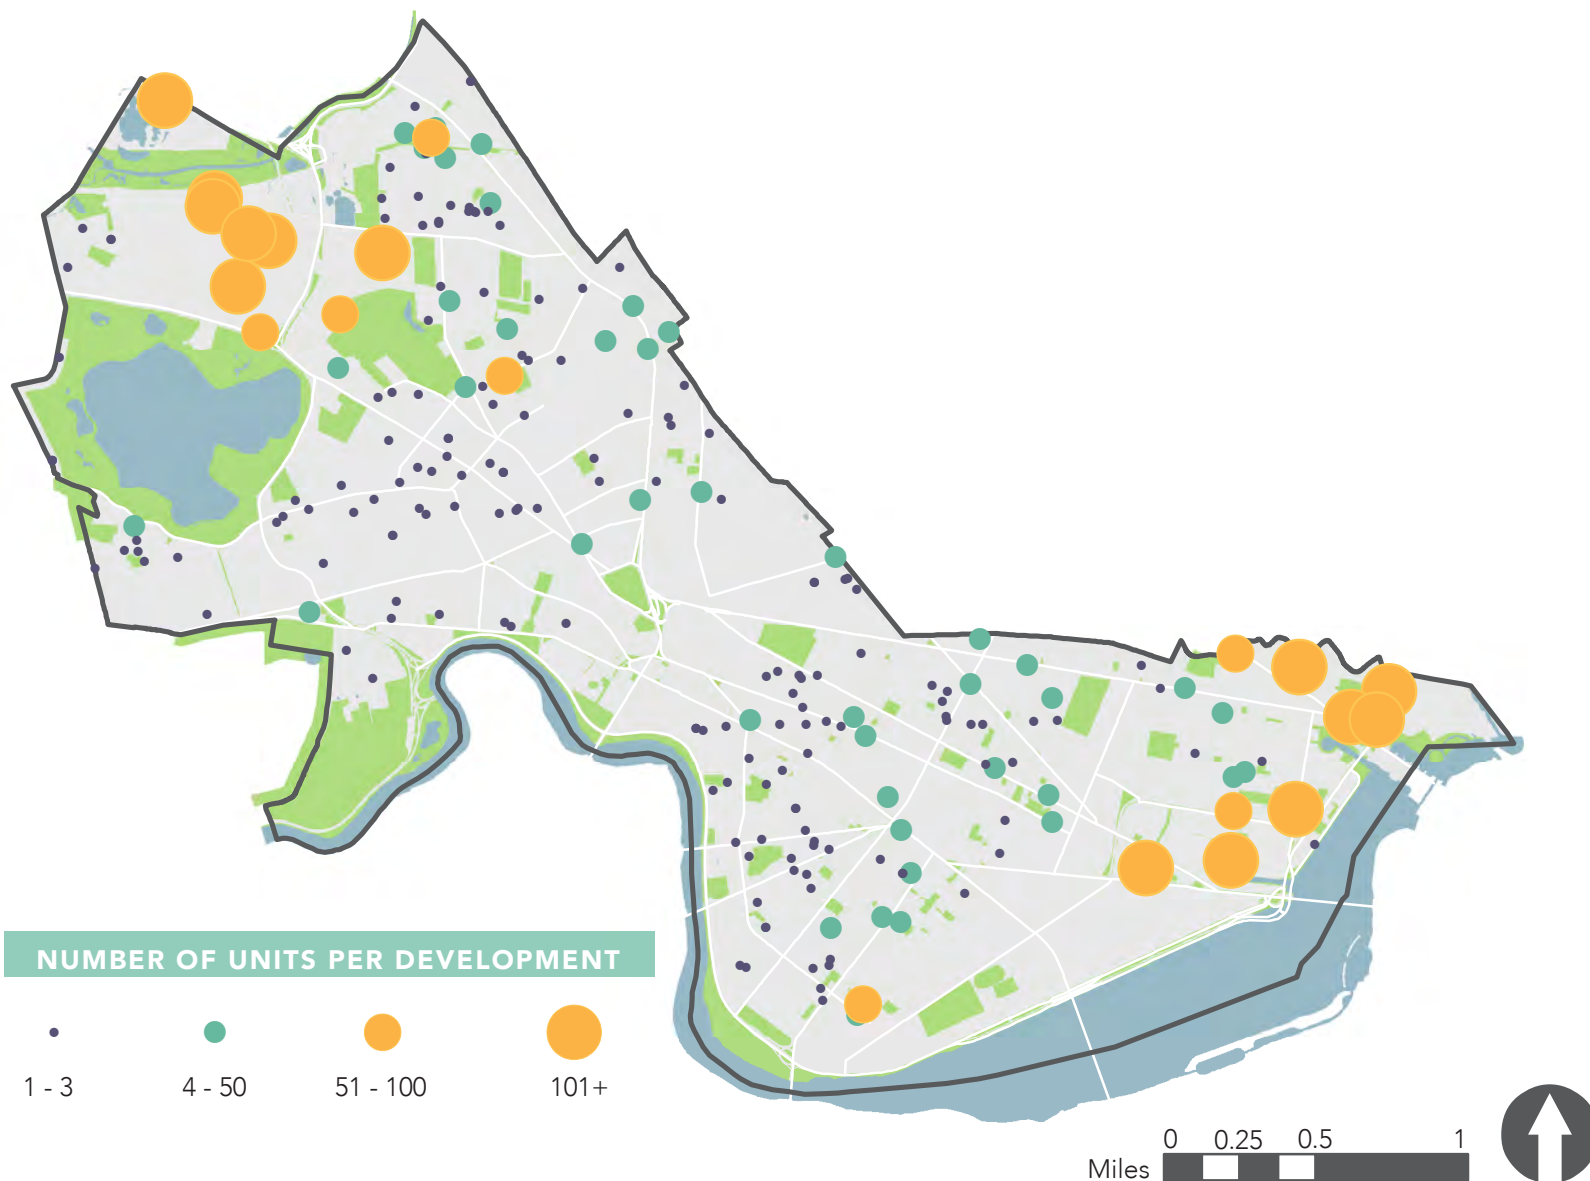 NUMBER OF UNITS PER DEVELOPMENT
1 - 3 4 - 50 51 - 100 101+
0 0.25 0.5 1
Miles